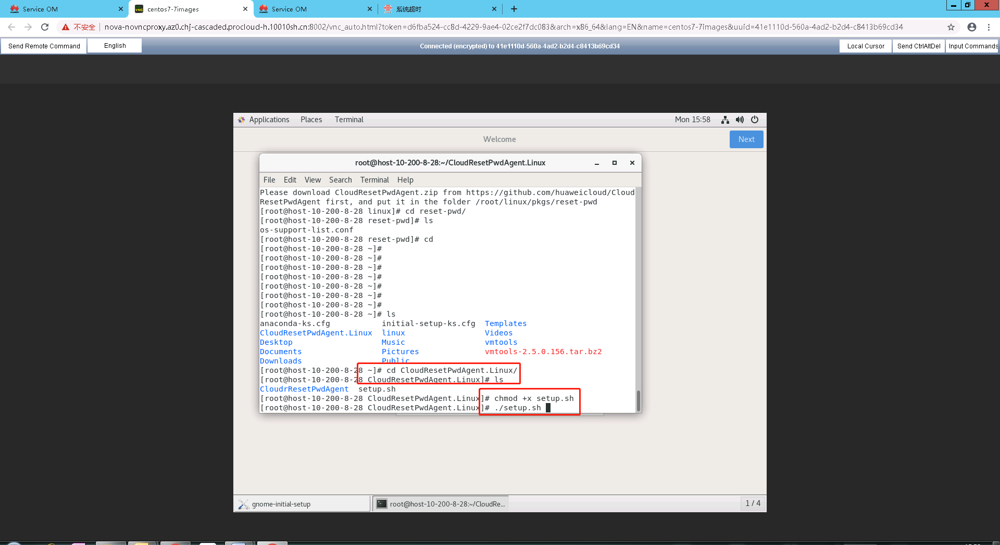 Service OM
centos7-7images
Service OM
系统超时
不安全
nova-novncproxy.az0.chj-cascaded.procloud-h.10010sh.cn:8002/vnc_auto.html?token=d6fba524-cc8d-4229-9ae4-02ce2f7dc083&arch=x86_64&lang=EN&name=centos7-7images&uuid=41e1110d-560a-4ad2-b2d4-c8413b69cd34
Send Remote Command
English
Connected (encrypted) to 41e1110d-560a-4ad2-b2d4-c8413b69cd34
Local Cursor
Send CtrlAltDel
Input Commands
Applications Places Terminal
Mon 15:58
Welcome
Next
root@host-10-200-8-28:~/CloudResetPwdAgent.Linux
File Edit View Search Terminal Help
Please download CloudResetPwdAgent.zip from https://github.com/huaweicloud/Cloud
ResetPwdAgent first, and put it in the folder /root/linux/pkgs/reset-pwd
[root@host-10-200-8-28 linux]# cd reset-pwd/
[root@host-10-200-8-28 reset-pwd]# ls
os-support-list.conf
[root@host-10-200-8-28 reset-pwd]# cd
[root@host-10-200-8-28 ~]#
[root@host-10-200-8-28 ~]#
[root@host-10-200-8-28 ~]#
[root@host-10-200-8-28 ~]#
[root@host-10-200-8-28 ~]#
[root@host-10-200-8-28 ~]#
[root@host-10-200-8-28 ~]#
[root@host-10-200-8-28 ~]# ls
anaconda-ks.cfg initial-setup-ks.cfg Templates
CloudResetPwdAgent.Linux linux Videos
Desktop Music vmtools
Documents Pictures vmtools-2.5.0.156.tar.bz2
Downloads Public
[root@host-10-200-8-28 ~]# cd CloudResetPwdAgent.Linux/
[root@host-10-200-8-28 CloudResetPwdAgent.Linux]# ls
CloudrResetPwdAgent setup.sh
[root@host-10-200-8-28 CloudResetPwdAgent.Linux]# chmod +x setup.sh
[root@host-10-200-8-28 CloudResetPwdAgent.Linux]# ./setup.sh
gnome-initial-setup
root@host-10-200-8-28:~/CloudRe...
1 / 4